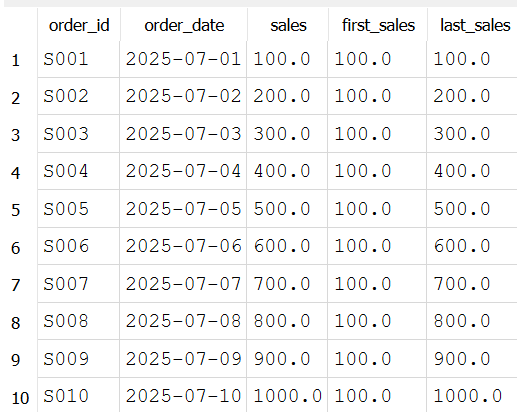 order_id order_date sales first_sales last_sales
1 S001 2025-07-01 100.0 100.0 100.0
2 S002 2025-07-02 200.0 100.0 200.0
3 S003 2025-07-03 300.0 100.0 300.0
4 S004 2025-07-04 400.0 100.0 400.0
5 S005 2025-07-05 500.0 100.0 500.0
6 S006 2025-07-06 600.0 100.0 600.0
7 S007 2025-07-07 700.0 100.0 700.0
8 S008 2025-07-08 800.0 100.0 800.0
9 S009 2025-07-09 900.0 100.0 900.0
10 S010 2025-07-10 1000.0 100.0 1000.0